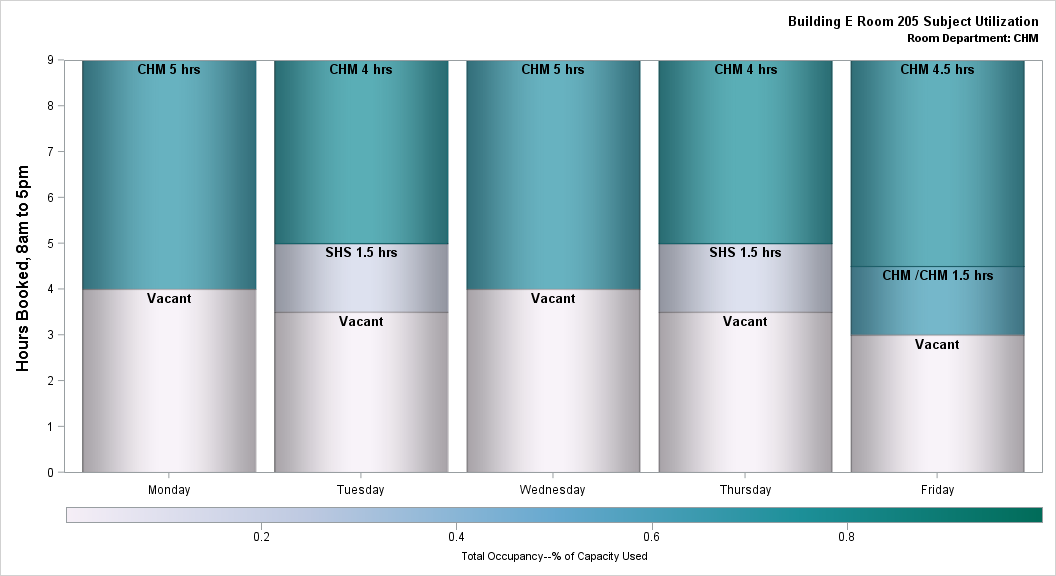 Building E Room 205 Subject Utilization
Room Department: CHM
Hours Booked, 8am to 5pm
9
8
7
6
5
4
3
2
1
0
CHM 5 hrs
Vacant
CHM 4 hrs
SHS 1.5 hrs
Vacant
CHM 5 hrs
Vacant
CHM 4 hrs
SHS 1.5 hrs
Vacant
CHM 4.5 hrs
CHM /CHM 1.5 hrs
Vacant
Monday Tuesday Wednesday Thursday Friday
0.2 0.4 0.6 0.8
Total Occupancy--% of Capacity Used